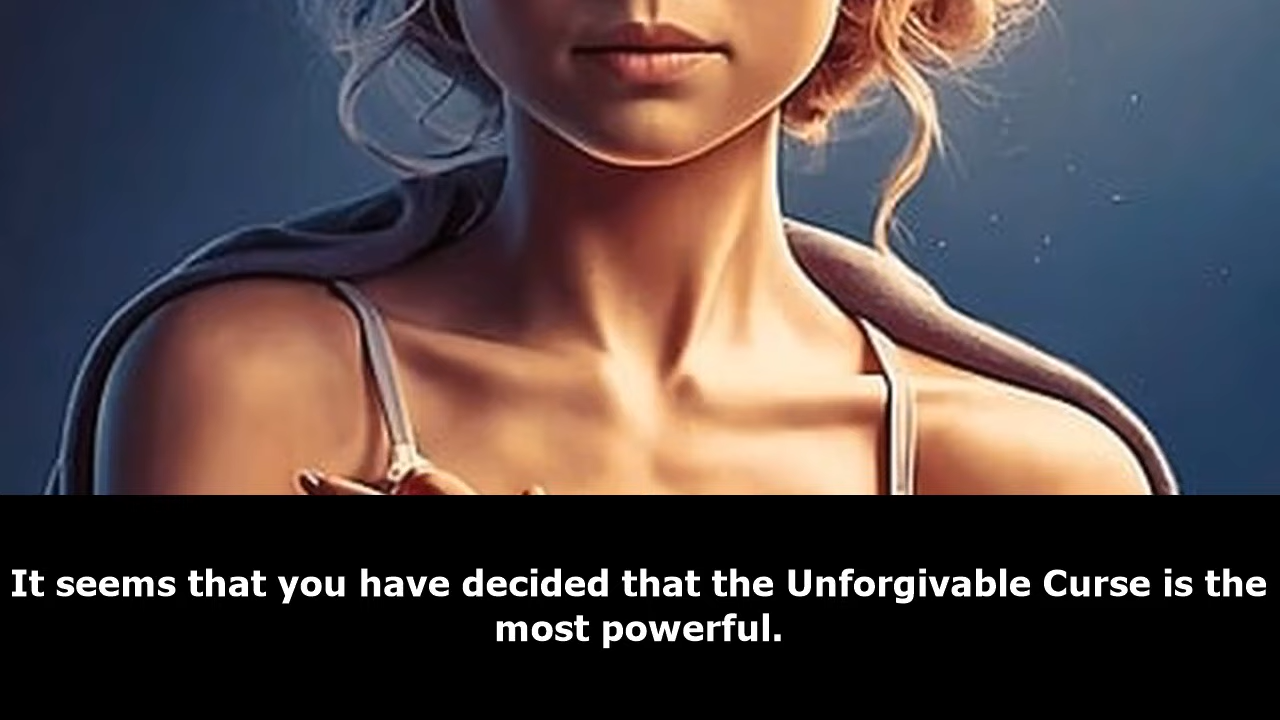 It seems that you have decided that the Unforgivable Curse is the
most powerful.